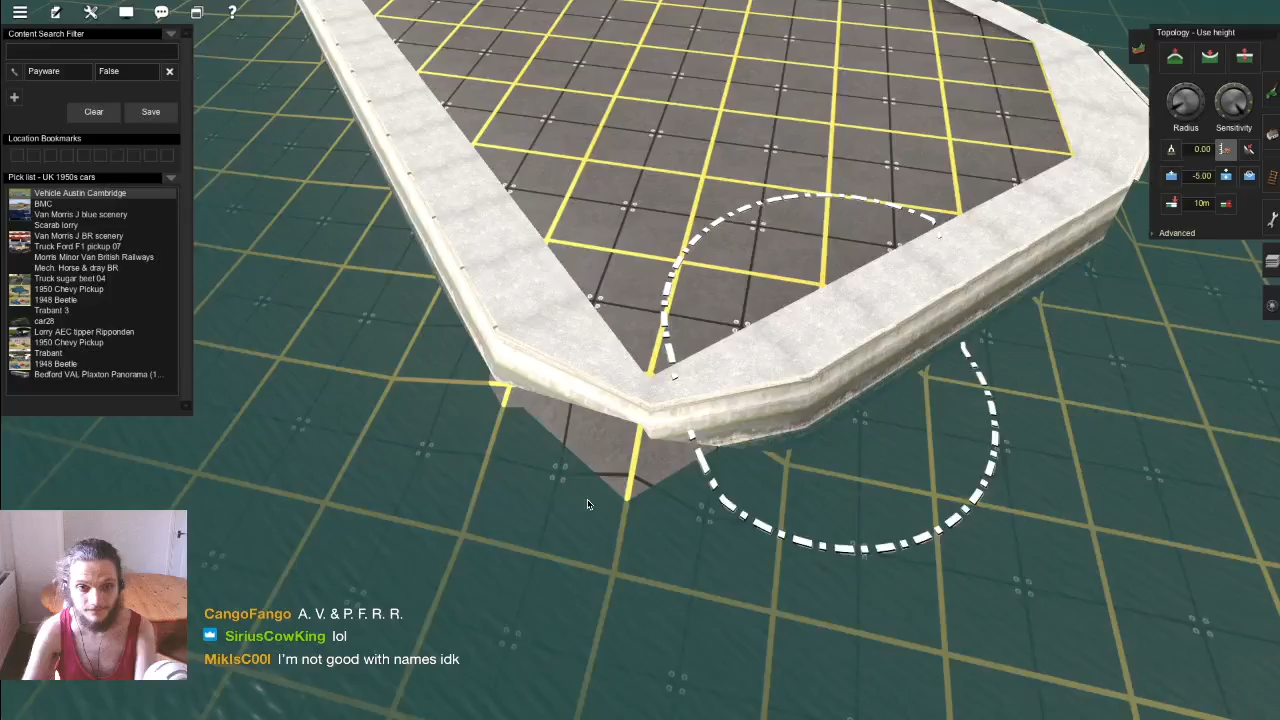 Content Search Filter
Payware False
Clear Save
Location Bookmarks
Pick list - UK 1950s cars
Vehicle Austin Cambridge
BMC
Van Morris J blue scenery
Scarab lorry
Van Morris J BR scenery
Truck Ford F1 pickup 07
Morris Minor Van British Railways
Mech. Horse & dray BR
Truck sugar beet 04
1950 Chevy Pickup
1948 Beetle
Trabant 3
car28
Lorry AEC tipper Ripponden
1950 Chevy Pickup
Trabant
1948 Beetle
Bedford VAL Plaxton Panorama (1...
Topology - Use height
Radius Sensitivity
0.00
-5.00
10m
Advanced
CangoFango A. V. & P. F. R. R.
SiriusCowKing lol
MikIsC00l I'm not good with names idk